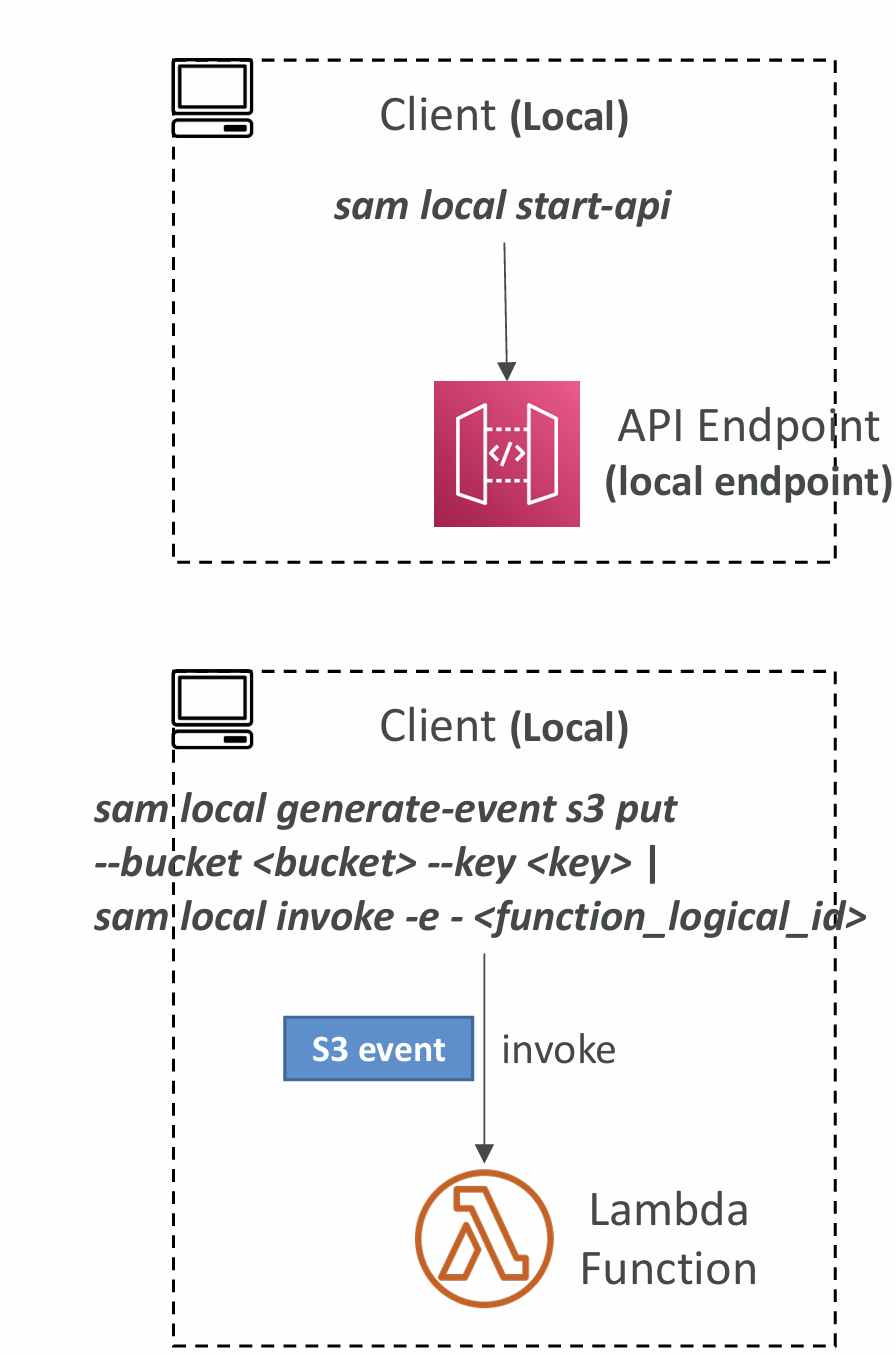 Client (Local)
sam local start-api
</>
API Endpoint
(local endpoint)
Client (Local)
sam local generate-event s3 put
--bucket <bucket> --key <key> |
sam local invoke -e - <function_logical_id>
S3 event
invoke
Lambda
Function